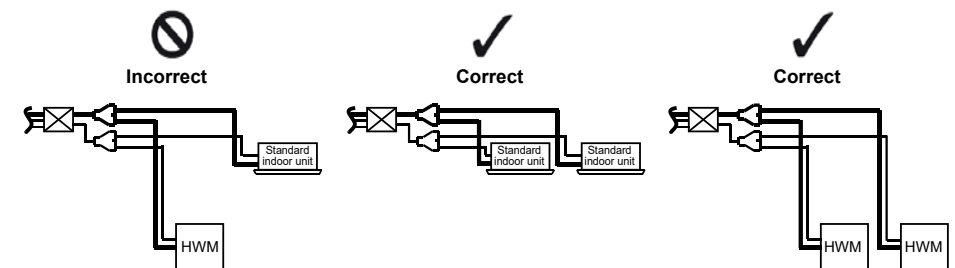 Incorrect
Correct
Correct
Standard
indoor unit
HWM
Standard
indoor unit
Standard
indoor unit
HWM
HWM